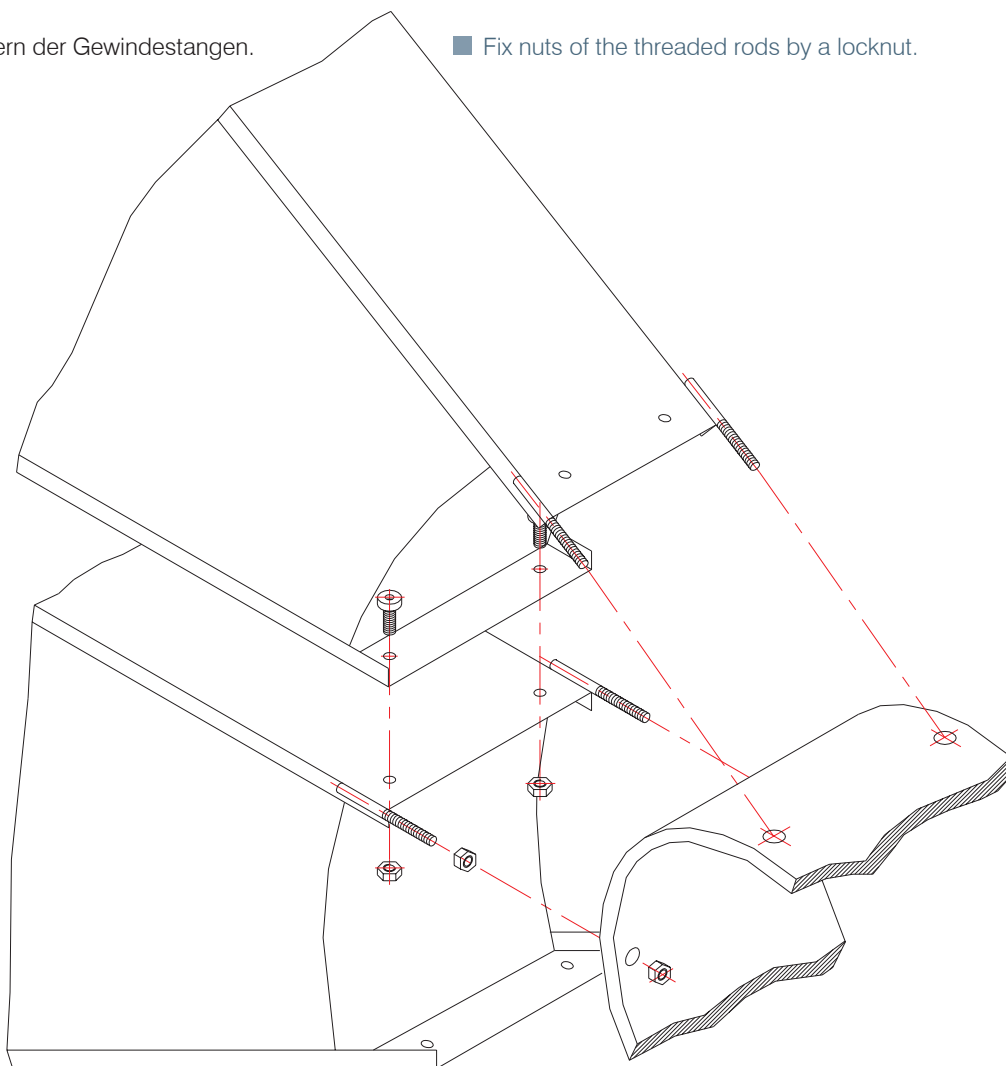 ern der Gewindestangen.
Fix nuts of the threaded rods by a locknut.